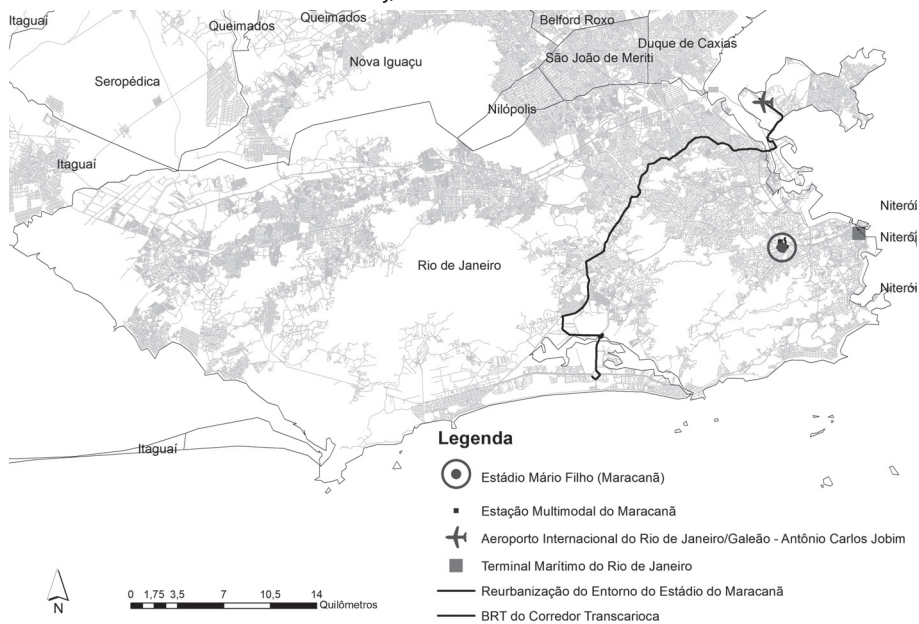 Itaguaí
Queimados
Queimados
Belford Roxo
Duque de Caxias
São João de Meriti
Nova Iguaçu
Seropédica
Nilópolis
Itaguaí
Niterói
Niterói
Rio de Janeiro
Niterói
Itaguaí
Legenda
Estádio Mário Filho (Maracanã)
Estação Multimodal do Maracanã
Aeroporto Internacional do Rio de Janeiro/Galeão - Antônio Carlos Jobim
Terminal Marítimo do Rio de Janeiro
Reurbanização do Entorno do Estádio do Maracanã
BRT do Corredor Transcarioca
N
0 1,75 3,5 7 10,5 14
Quilômetros